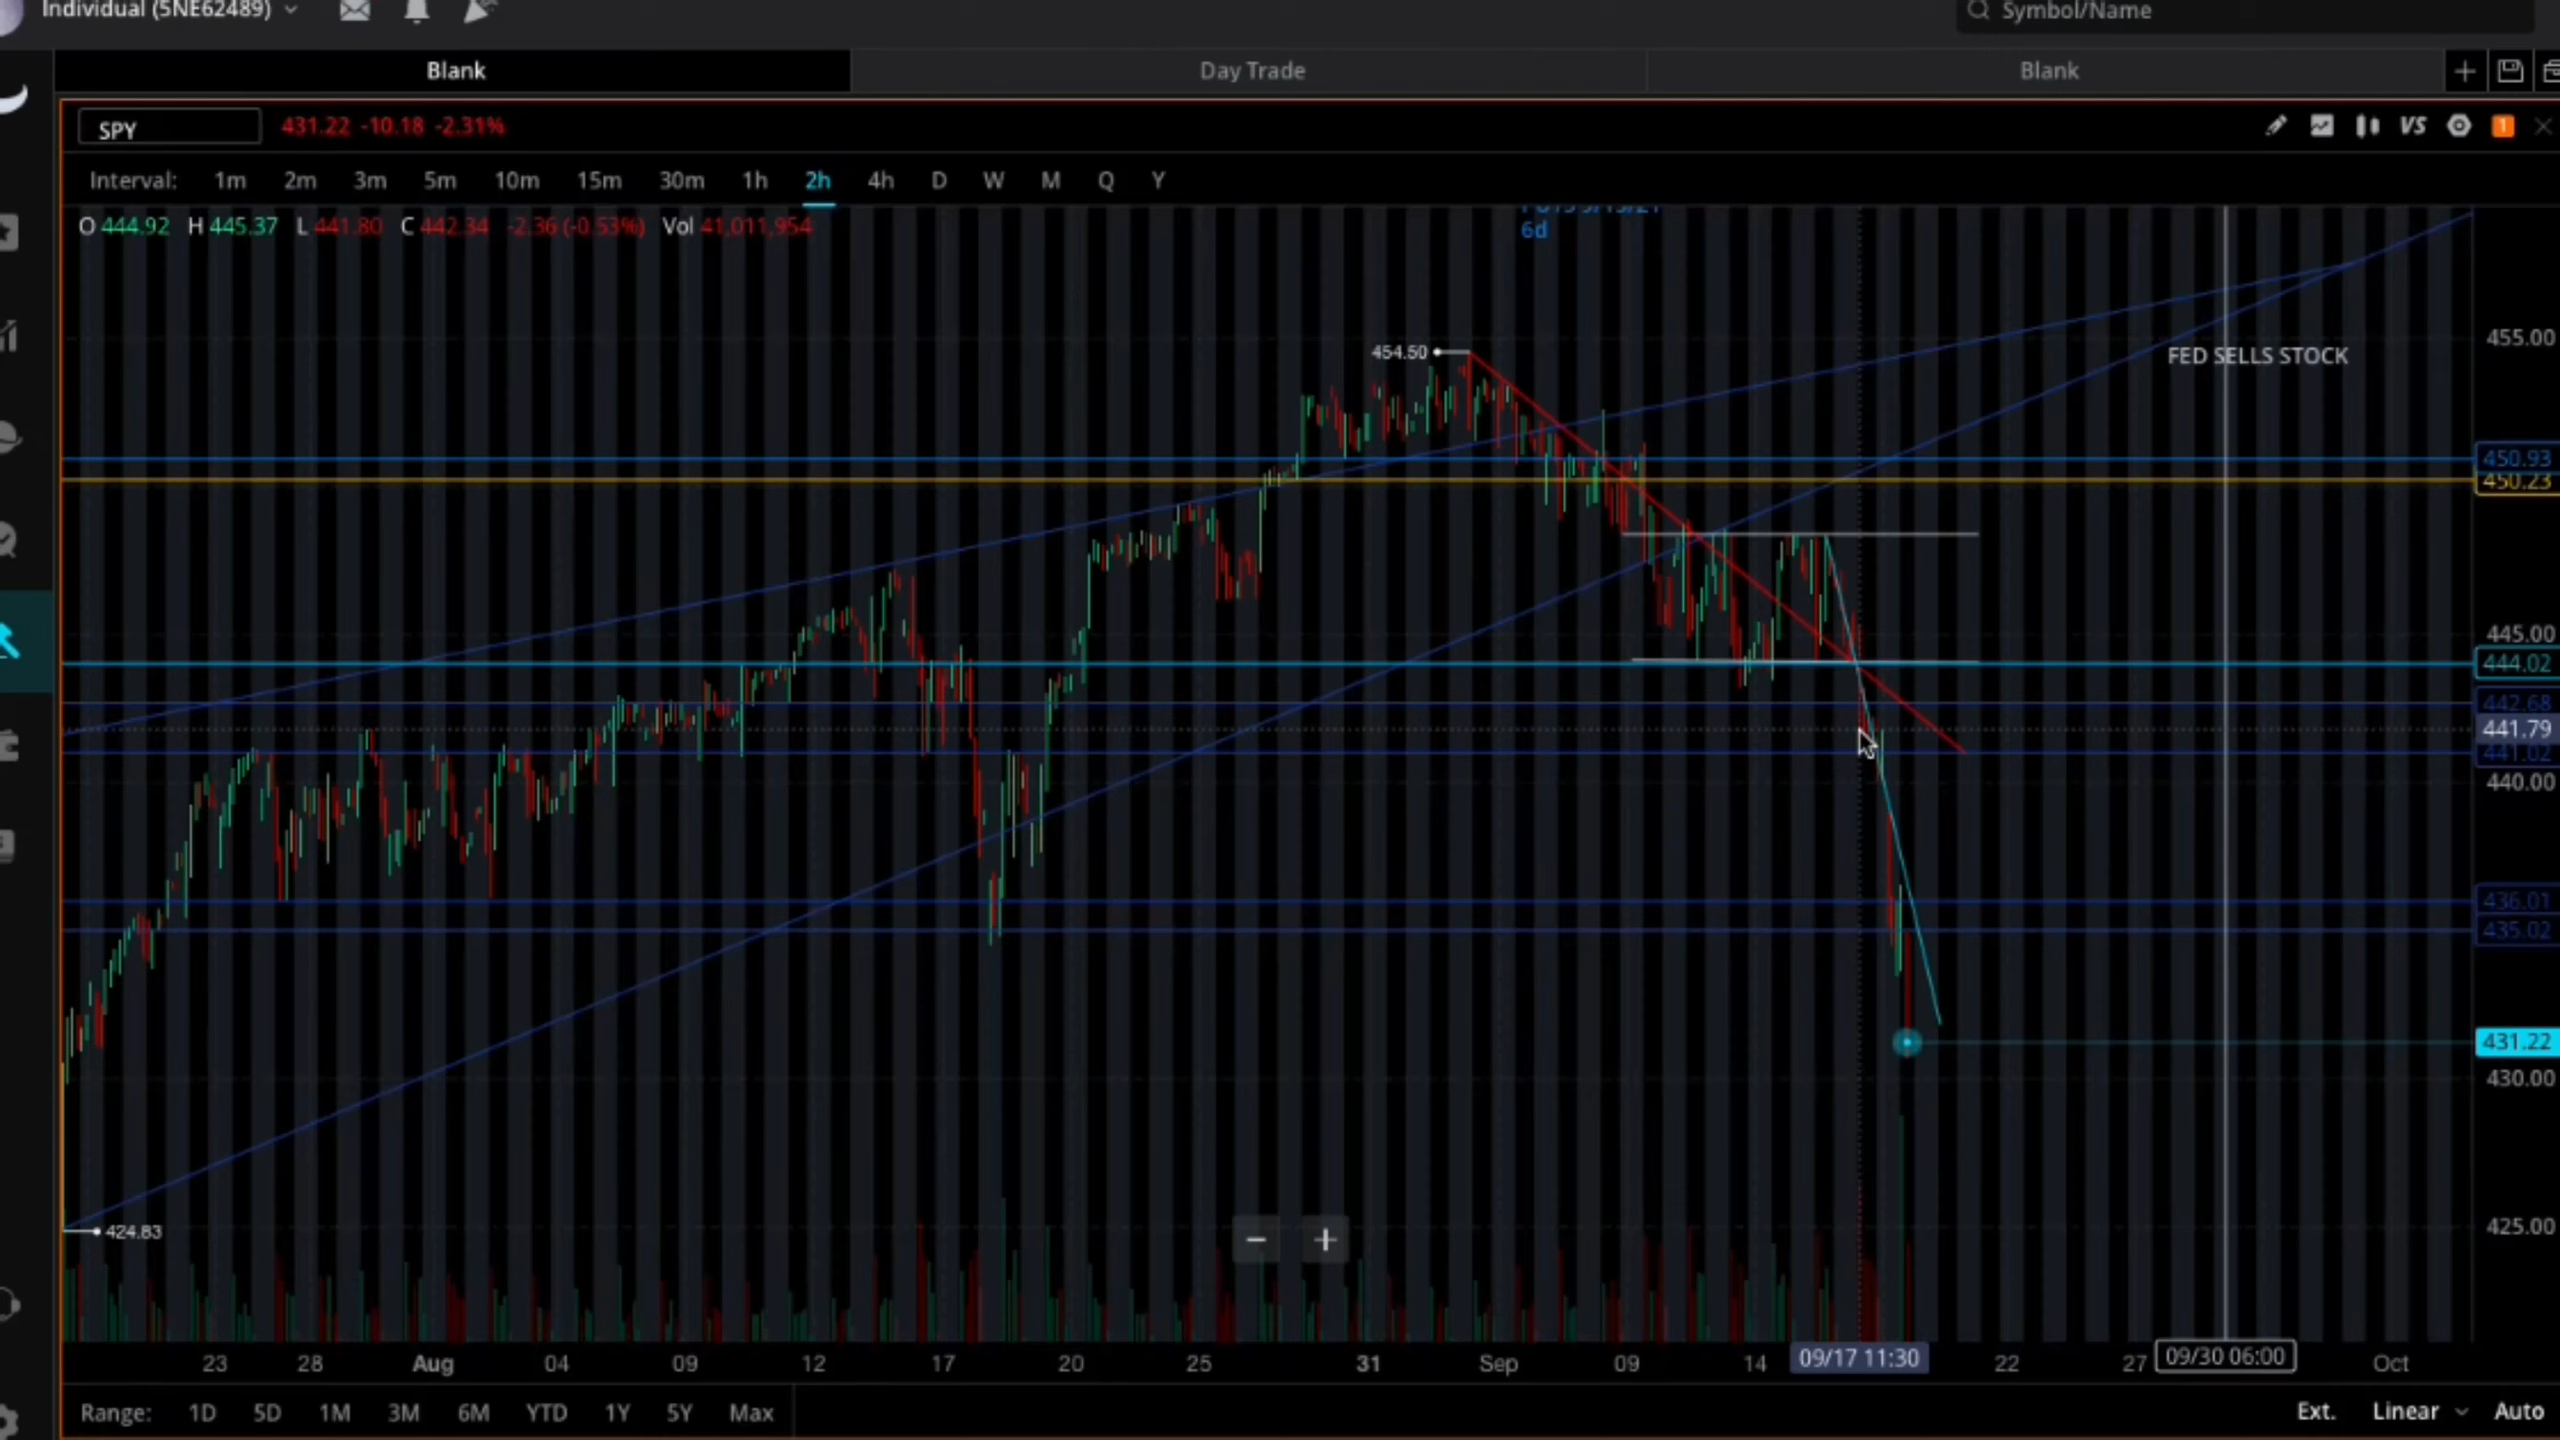 Individual (5NE62489)
Symbol/Name
Blank
Day Trade
Blank
SPY
431.22 -10.18 -2.31%
VS
1
Interval: 1m 2m 3m 5m 10m 15m 30m 1h 2h 4h D W M Q Y
O 444.92 H 445.37 L 441.80 C 442.34 -2.36 (-0.53%) Vol 41,011,954
6d
455.00
454.50
FED SELLS STOCK
450.93
450.23
445.00
444.02
442.68
441.79
441.02
440.00
436.01
435.02
431.22
430.00
425.00
424.83
23 28 Aug 04 09 12 17 20 25 31 Sep 09 14 09/17 11:30 22 27 09/30 06:00 Oct
Range: 1D 5D 1M 3M 6M YTD 1Y 5Y Max
Ext. Linear Auto